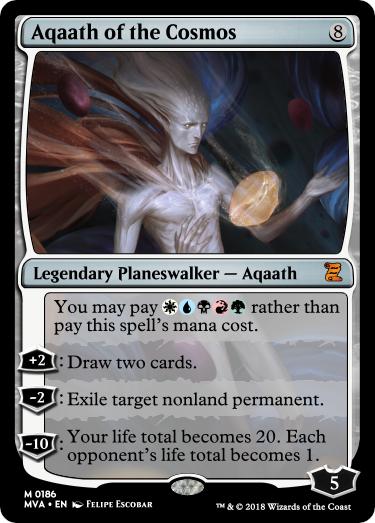 Aqaath of the Cosmos 8
Legendary Planeswalker — Aqaath
You may pay rather than
pay this spell's mana cost.
+2: Draw two cards.
-2: Exile target nonland permanent.
-10: Your life total becomes 20. Each
opponent's life total becomes 1.
5
M 0186
MVA • EN Felipe Escobar
™ & © 2018 Wizards of the Coast